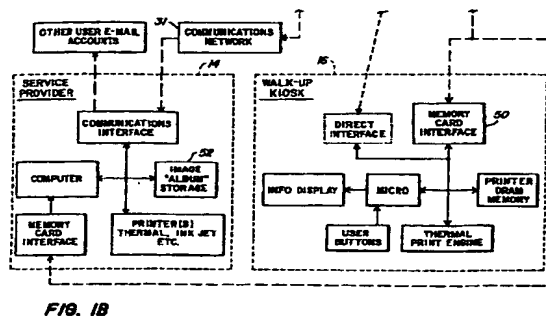 OTHER USER E-MAIL
ACCOUNTS
31
COMMUNICATIONS
NETWORK
14
SERVICE
PROVIDER
COMMUNICATIONS
INTERFACE
52
COMPUTER
IMAGE
"ALBUM"
STORAGE
MEMORY
CARD
INTERFACE
PRINTER(S)
THERMAL, INK JET
ETC.
16
WALK-UP
KIOSK
DIRECT
INTERFACE
MEMORY
CARD
INTERFACE
50
INFO DISPLAY
MICRO
PRINTER
DRAM
MEMORY
USER
BUTTONS
THERMAL
PRINT ENGINE
FIG. 1B